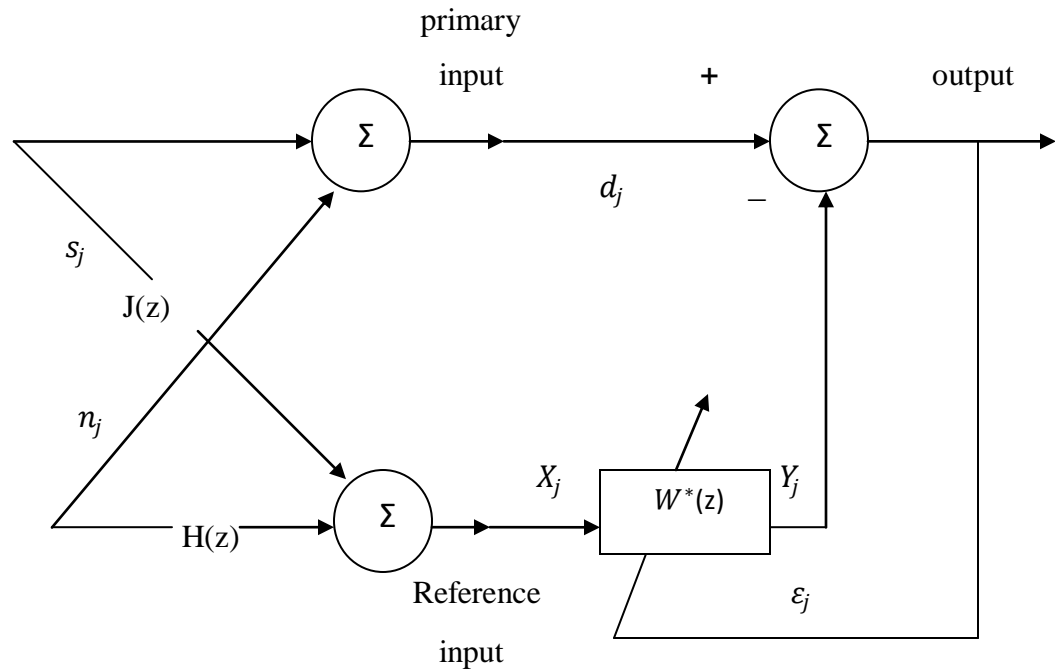 primary
input
+
output
Σ
Σ
d_j
−
s_j
J(z)
n_j
X_j
W*(z)
Y_j
Σ
H(z)
Reference
input
ε_j